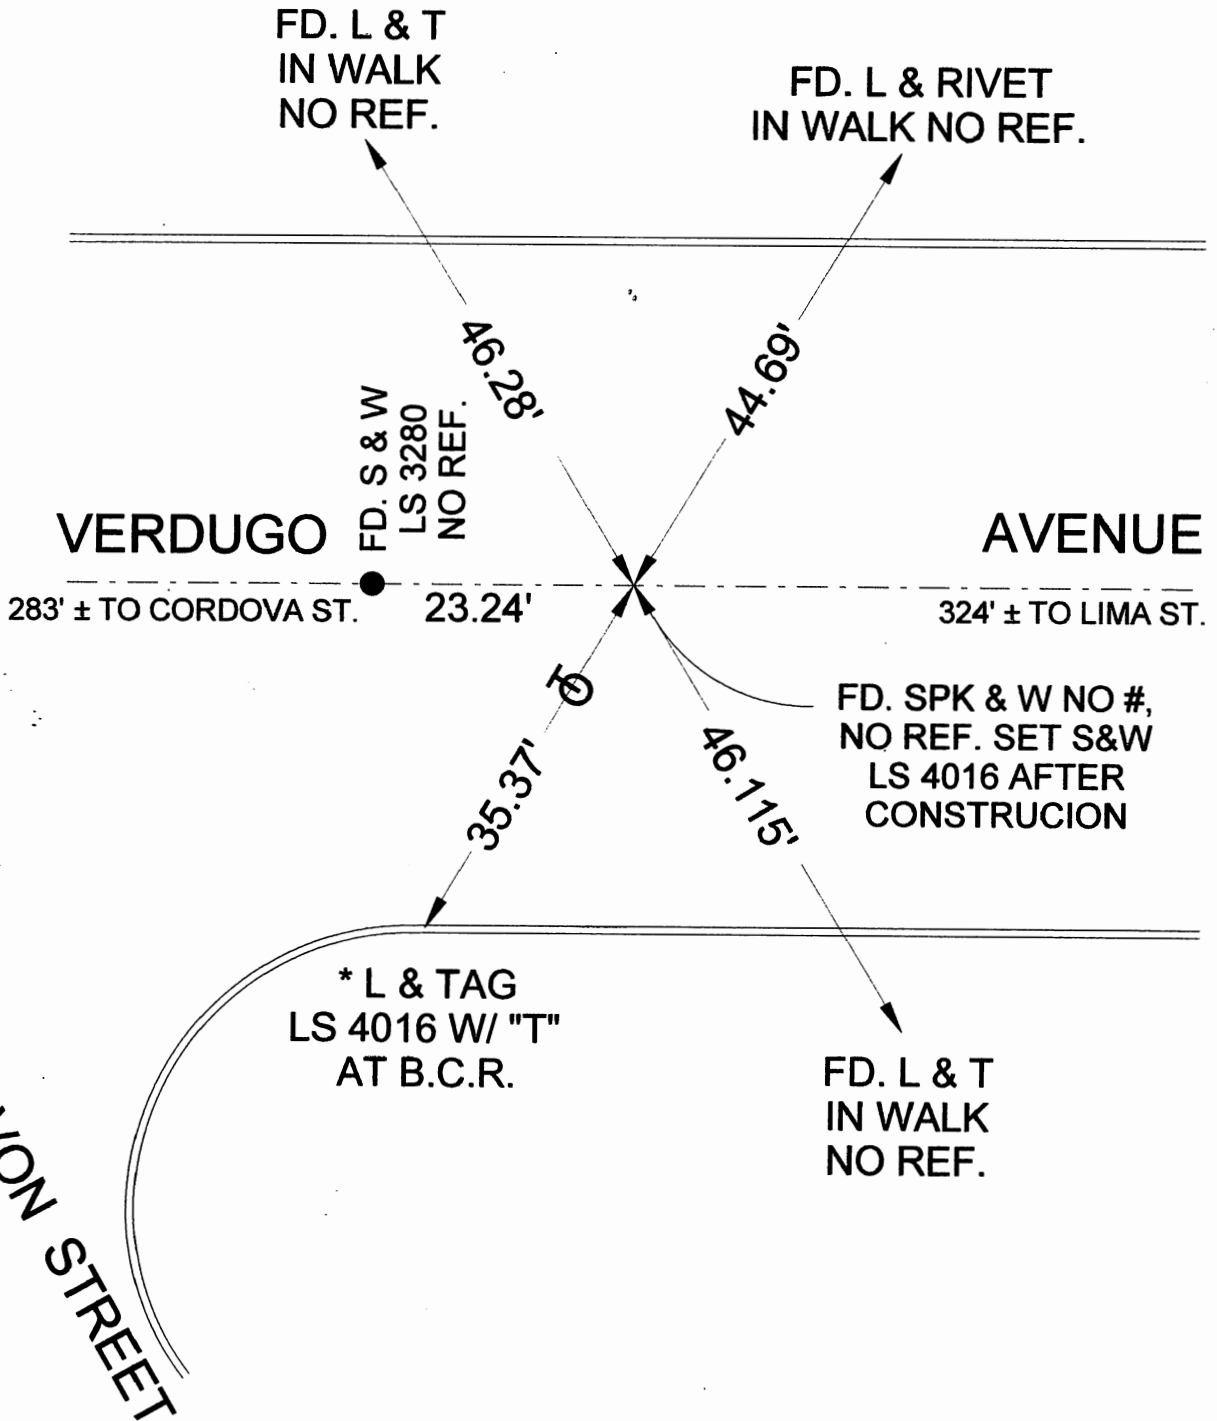 FD. L & T
IN WALK
NO REF.
FD. L & RIVET
IN WALK NO REF.
46.28'
44.69'
FD. S & W
LS 3280
NO REF.
VERDUGO
AVENUE
283' ± TO CORDOVA ST.
23.24'
324' ± TO LIMA ST.
FD. SPK & W NO #,
NO REF. SET S&W
LS 4016 AFTER
CONSTRUCION
35.37'
46.115'
* L & TAG
LS 4016 W/ "T"
AT B.C.R.
FD. L & T
IN WALK
NO REF.
STREET